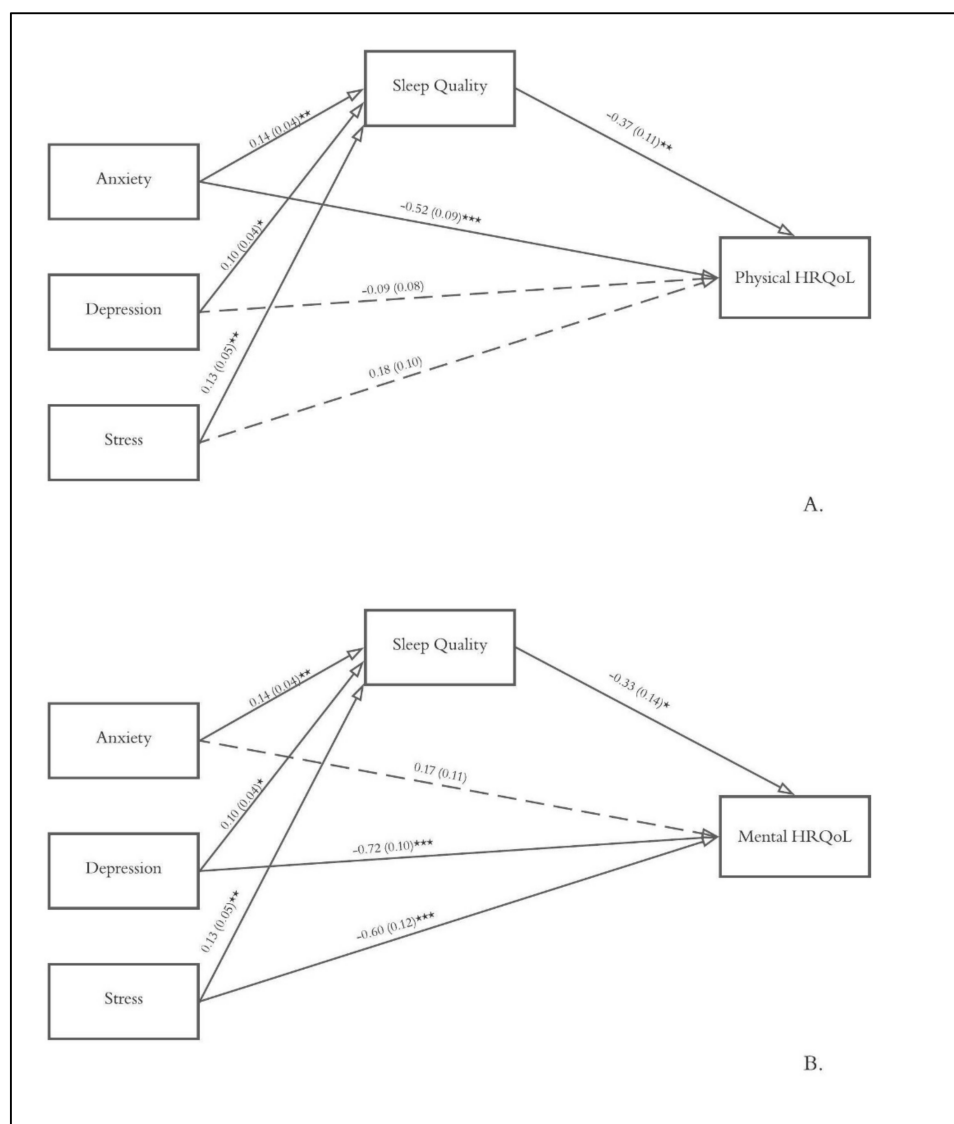 Sleep Quality
0.14 (0.04)**
-0.37 (0.11)**
Anxiety
-0.52 (0.09)***
0.10 (0.04)*
Physical HRQoL
-0.09 (0.08)
Depression
0.13 (0.05)**
0.18 (0.10)
Stress
A.
Sleep Quality
0.14 (0.04)**
-0.33 (0.14)*
Anxiety
0.17 (0.11)
0.10 (0.04)*
Mental HRQoL
-0.72 (0.10)***
Depression
0.13 (0.05)**
-0.60 (0.12)***
Stress
B.